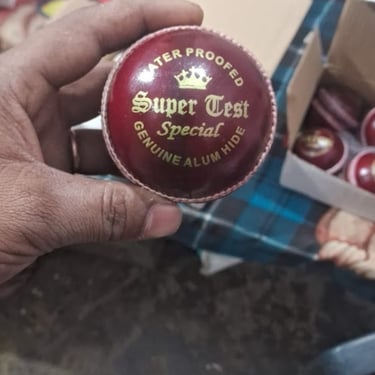 WATER PROOFED
Super Test
Special
GENUINE ALUM HIDE